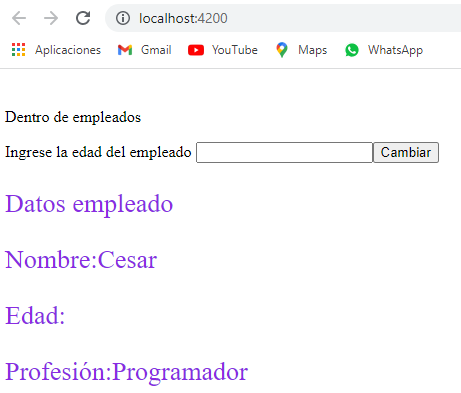 localhost:4200
Aplicaciones Gmail YouTube Maps WhatsApp
Dentro de empleados
Ingrese la edad del empleado Cambiar
Datos empleado
Nombre:Cesar
Edad:
Profesión:Programador